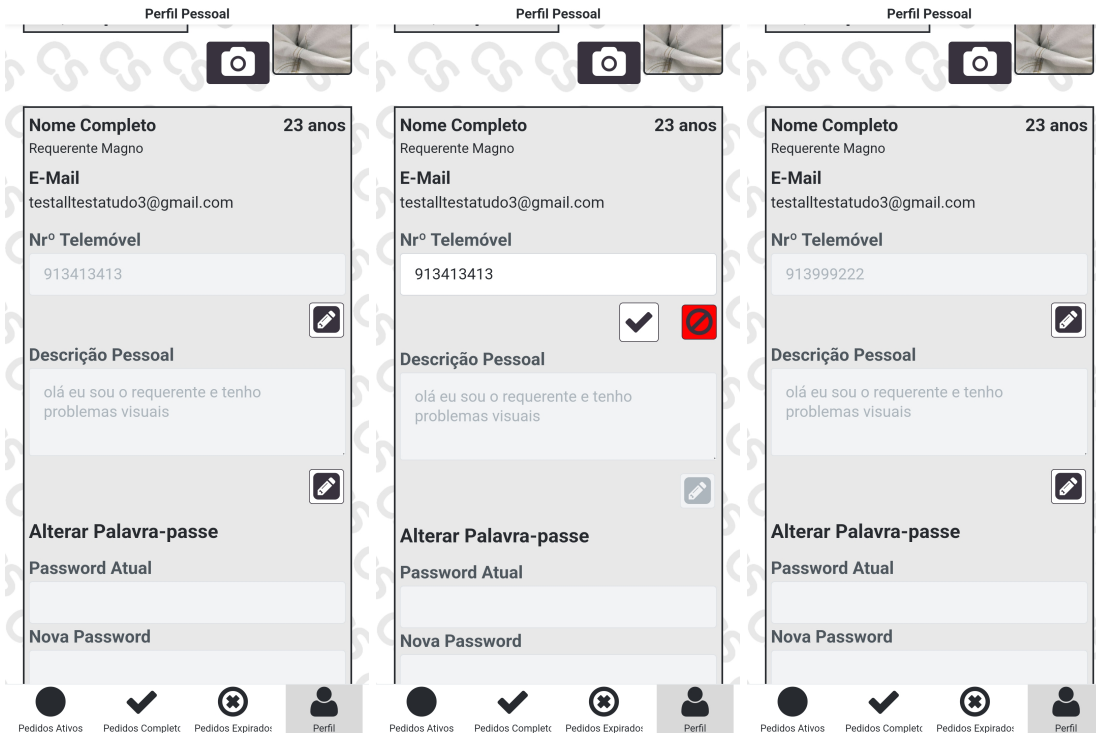 Perfil Pessoal
Nome Completo 23 anos
Requerente Magno
E-Mail
testalltestatudo3@gmail.com
Nrº Telemóvel
913413413
Descrição Pessoal
olá eu sou o requerente e tenho
problemas visuais
Alterar Palavra-passe
Password Atual
Nova Password
Pedidos Ativos Pedidos Completo Pedidos Expirados Perfil
Perfil Pessoal
Nome Completo 23 anos
Requerente Magno
E-Mail
testalltestatudo3@gmail.com
Nrº Telemóvel
913413413
Descrição Pessoal
olá eu sou o requerente e tenho
problemas visuais
Alterar Palavra-passe
Password Atual
Nova Password
Pedidos Ativos Pedidos Completo Pedidos Expirados Perfil
Perfil Pessoal
Nome Completo 23 anos
Requerente Magno
E-Mail
testalltestatudo3@gmail.com
Nrº Telemóvel
913999222
Descrição Pessoal
olá eu sou o requerente e tenho
problemas visuais
Alterar Palavra-passe
Password Atual
Nova Password
Pedidos Ativos Pedidos Completo Pedidos Expirados Perfil